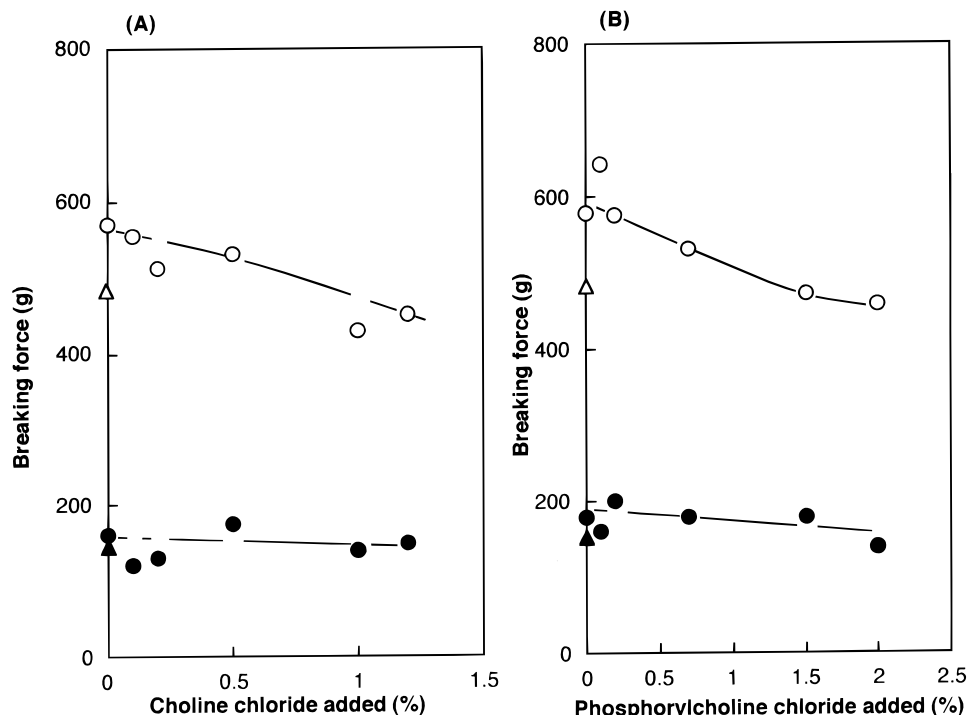 (A)
800
600
400
200
0
Breaking force (g)
0 0.5 1 1.5
Choline chloride added (%)
(B)
800
600
400
200
0
Breaking force (g)
0 0.5 1 1.5 2 2.5
Phosphorylcholine chloride added (%)